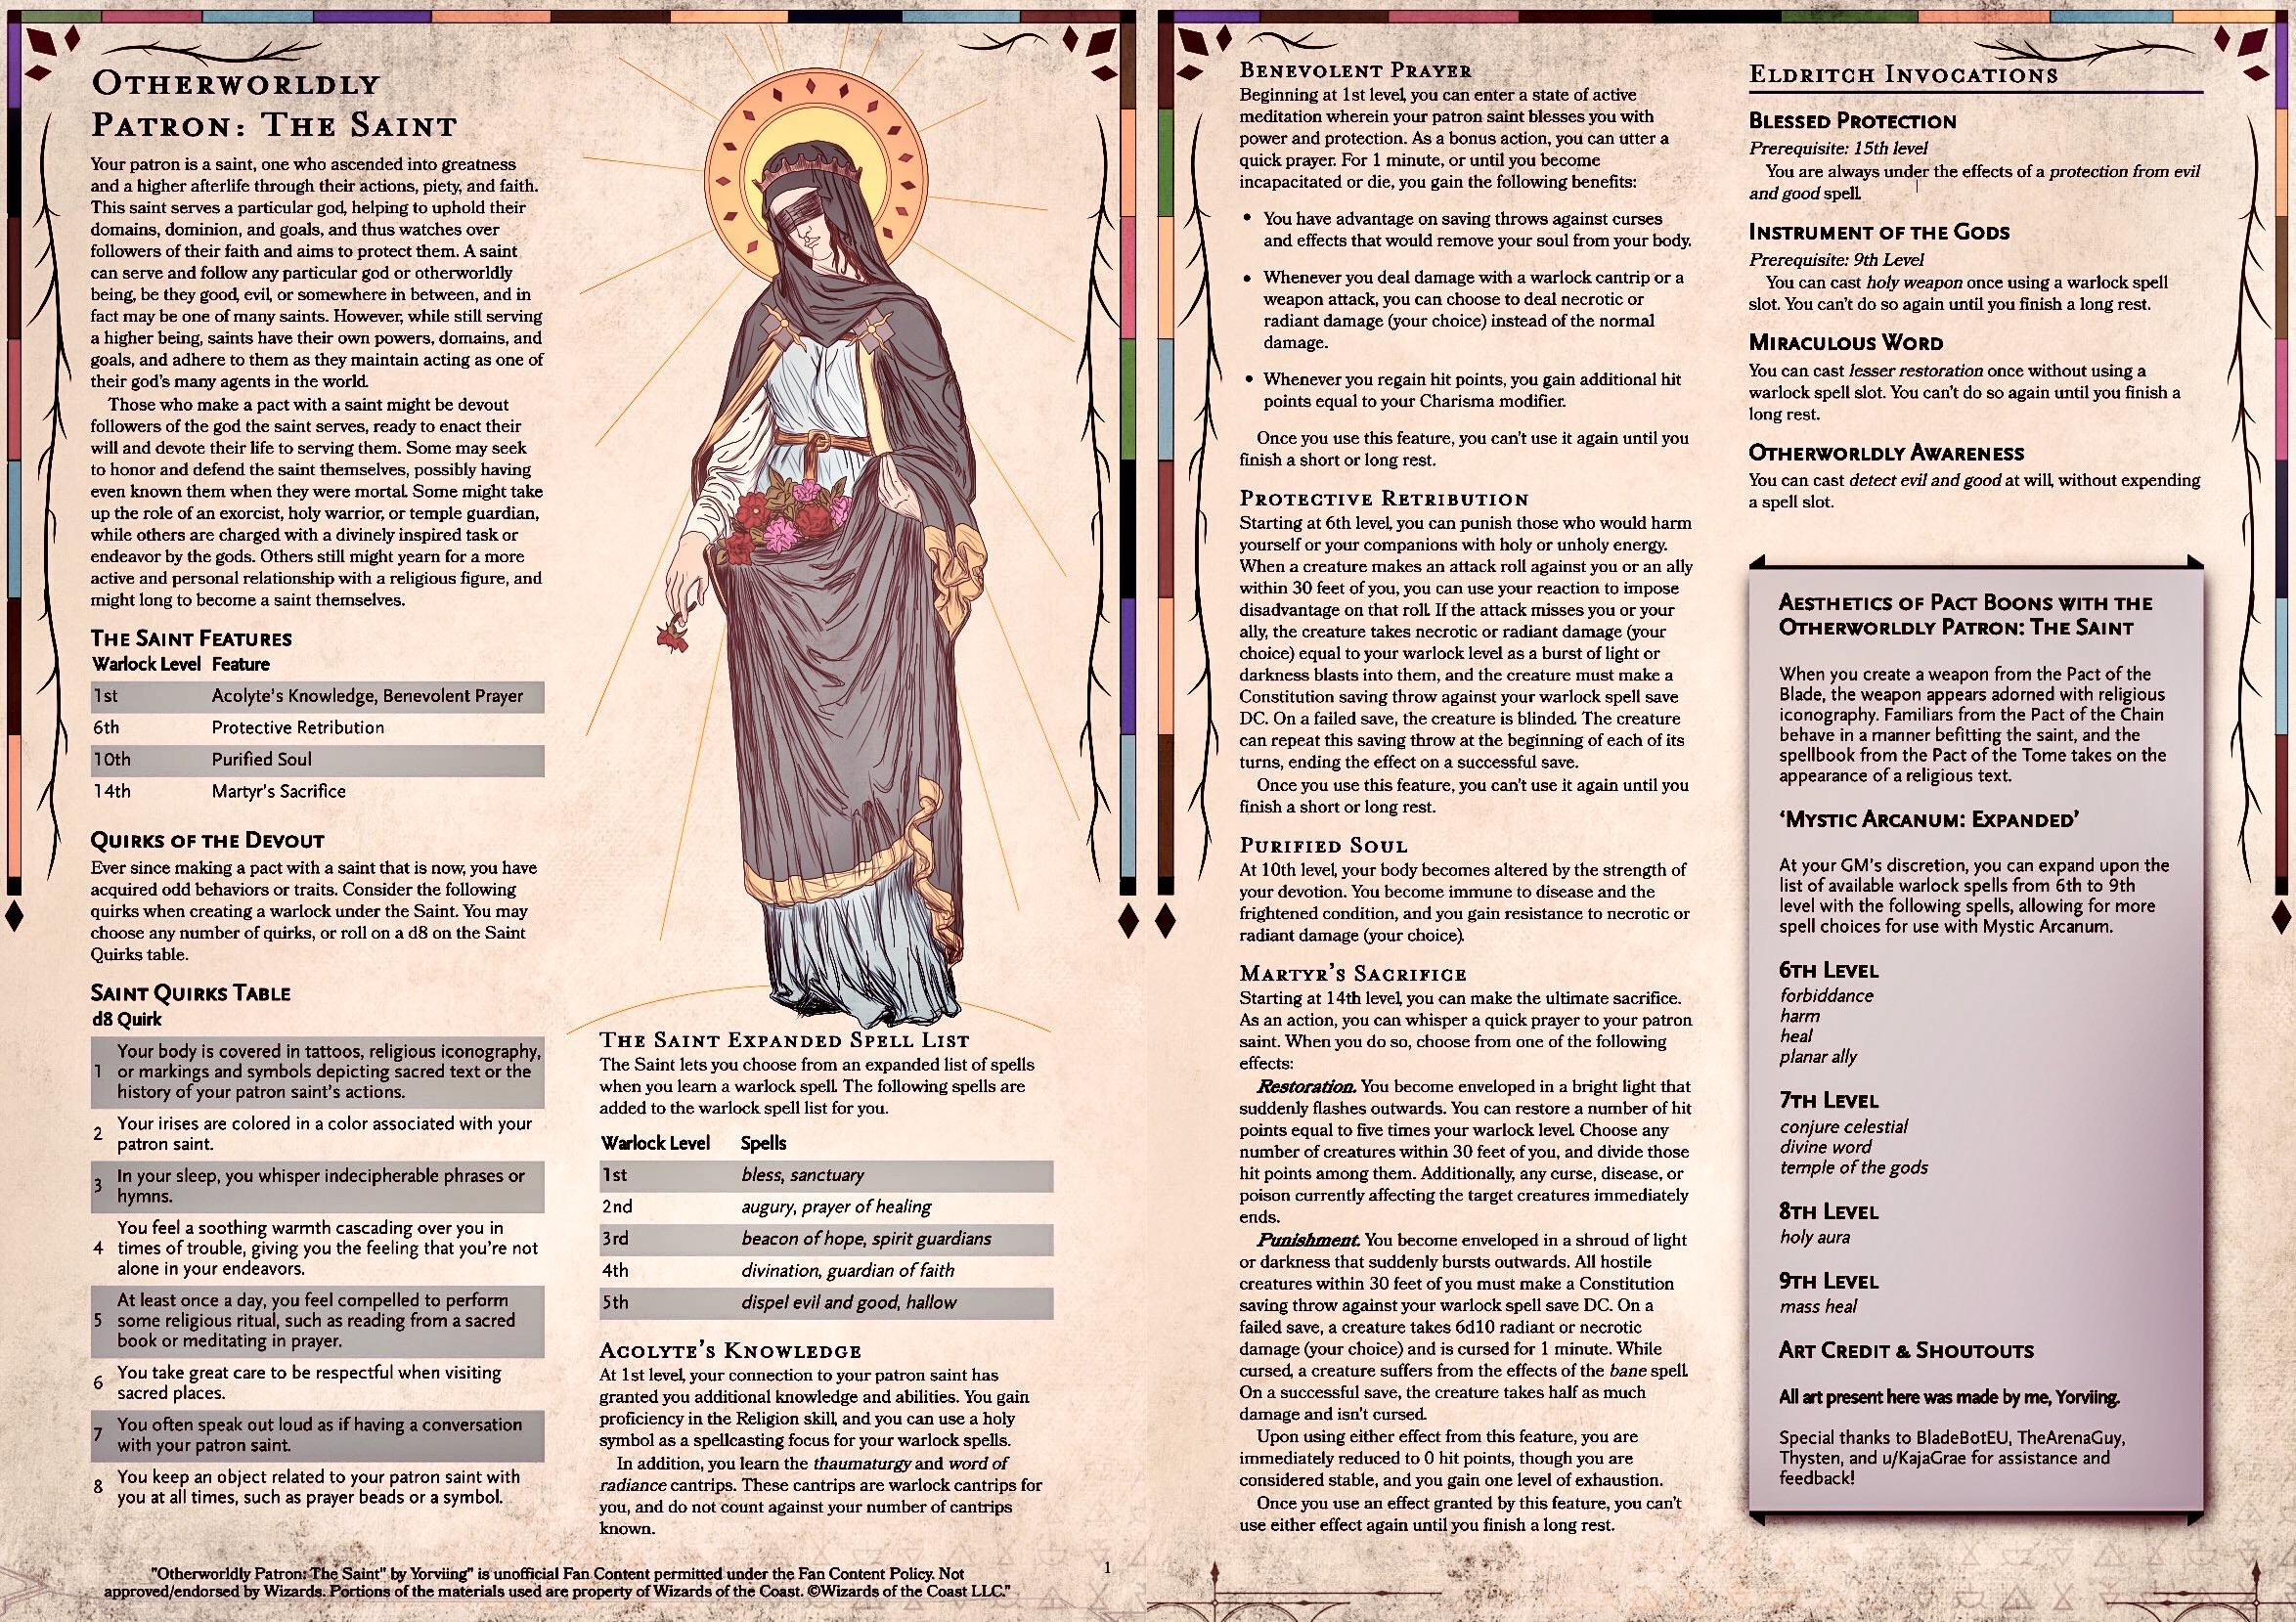 OTHERWORLDLY
PATRON: THE SAINT
Your patron is a saint, one who ascended into greatness
and a higher afterlife through their actions, piety, and faith.
This saint serves a particular god, helping to uphold their
domains, dominion, and goals, and thus watches over
followers of their faith and aims to protect them. A saint
can serve and follow any particular god or otherworldly
being, be they good, evil, or somewhere in between, and in
fact may be one of many saints. However, while still serving
a higher being, saints have their own powers, domains, and
goals, and adhere to them as they maintain acting as one of
their god's many agents in the world.
Those who make a pact with a saint might be devout
followers of the god the saint serves, ready to enact their
will and devote their life to serving them. Some may seek
to honor and defend the saint themselves, possibly having
even known them when they were mortal. Some might take
up the role of an exorcist, holy warrior, or temple guardian,
while others are charged with a divinely inspired task or
endeavor by the gods. Others still might yearn for a more
active and personal relationship with a religious figure, and
might long to become a saint themselves.
THE SAINT FEATURES
Warlock Level Feature
1st Acolyte's Knowledge, Benevolent Prayer
6th Protective Retribution
10th Purified Soul
14th Martyr's Sacrifice
QUIRKS OF THE DEVOUT
Ever since making a pact with a saint that is now, you have
acquired odd behaviors or traits. Consider the following
quirks when creating a warlock under the Saint. You may
choose any number of quirks, or roll on a d8 on the Saint
Quirks table.
SAINT QUIRKS TABLE
d8 Quirk
1 Your body is covered in tattoos, religious iconography,
or markings and symbols depicting sacred text or the
history of your patron saint's actions.
2 Your irises are colored in a color associated with your
patron saint.
3 In your sleep, you whisper indecipherable phrases or
hymns.
4 You feel a soothing warmth cascading over you in
times of trouble, giving you the feeling that you're not
alone in your endeavors.
5 At least once a day, you feel compelled to perform
some religious ritual, such as reading from a sacred
book or meditating in prayer.
6 You take great care to be respectful when visiting
sacred places.
7 You often speak out loud as if having a conversation
with your patron saint.
8 You keep an object related to your patron saint with
you at all times, such as prayer beads or a symbol.
THE SAINT EXPANDED SPELL LIST
The Saint lets you choose from an expanded list of spells
when you learn a warlock spell. The following spells are
added to the warlock spell list for you.
Warlock Level Spells
1st bless, sanctuary
2nd augury, prayer of healing
3rd beacon of hope, spirit guardians
4th divination, guardian of faith
5th dispel evil and good, hallow
ACOLYTE'S KNOWLEDGE
At 1st level, your connection to your patron saint has
granted you additional knowledge and abilities. You gain
proficiency in the Religion skill, and you can use a holy
symbol as a spellcasting focus for your warlock spells.
In addition, you learn the thaumaturgy and word of
radiance cantrips. These cantrips are warlock cantrips for
you, and do not count against your number of cantrips
known.
"Otherworldly Patron: The Saint" by Yorviing" is unofficial Fan Content permitted under the Fan Content Policy. Not
approved/endorsed by Wizards. Portions of the materials used are property of Wizards of the Coast. ©Wizards of the Coast LLC."
1
BENEVOLENT PRAYER
Beginning at 1st level, you can enter a state of active
meditation wherein your patron saint blesses you with
power and protection. As a bonus action, you can utter a
quick prayer. For 1 minute, or until you become
incapacitated or die, you gain the following benefits:
• You have advantage on saving throws against curses
and effects that would remove your soul from your body.
• Whenever you deal damage with a warlock cantrip or a
weapon attack, you can choose to deal necrotic or
radiant damage (your choice) instead of the normal
damage.
• Whenever you regain hit points, you gain additional hit
points equal to your Charisma modifier.
Once you use this feature, you can't use it again until you
finish a short or long rest.
PROTECTIVE RETRIBUTION
Starting at 6th level, you can punish those who would harm
yourself or your companions with holy or unholy energy.
When a creature makes an attack roll against you or an ally
within 30 feet of you, you can use your reaction to impose
disadvantage on that roll. If the attack misses you or your
ally, the creature takes necrotic or radiant damage (your
choice) equal to your warlock level as a burst of light or
darkness blasts into them, and the creature must make a
Constitution saving throw against your warlock spell save
DC. On a failed save, the creature is blinded. The creature
can repeat this saving throw at the beginning of each of its
turns, ending the effect on a successful save.
Once you use this feature, you can't use it again until you
finish a short or long rest.
PURIFIED SOUL
At 10th level, your body becomes altered by the strength of
your devotion. You become immune to disease and the
frightened condition, and you gain resistance to necrotic or
radiant damage (your choice).
MARTYR'S SACRIFICE
Starting at 14th level, you can make the ultimate sacrifice.
As an action, you can whisper a quick prayer to your patron
saint. When you do so, choose from one of the following
effects:
Restoration. You become enveloped in a bright light that
suddenly flashes outwards. You can restore a number of hit
points equal to five times your warlock level. Choose any
number of creatures within 30 feet of you, and divide those
hit points among them. Additionally, any curse, disease, or
poison currently affecting the target creatures immediately
ends.
Punishment. You become enveloped in a shroud of light
or darkness that suddenly bursts outwards. All hostile
creatures within 30 feet of you must make a Constitution
saving throw against your warlock spell save DC. On a
failed save, a creature takes 6d10 radiant or necrotic
damage (your choice) and is cursed for 1 minute. While
cursed, a creature suffers from the effects of the bane spell.
On a successful save, the creature takes half as much
damage and isn't cursed.
Upon using either effect from this feature, you are
immediately reduced to 0 hit points, though you are
considered stable, and you gain one level of exhaustion.
Once you use an effect granted by this feature, you can't
use either effect again until you finish a long rest.
ELDRITCH INVOCATIONS
BLESSED PROTECTION
Prerequisite: 15th level
You are always under the effects of a protection from evil
and good spell.
INSTRUMENT OF THE GODS
Prerequisite: 9th Level
You can cast holy weapon once using a warlock spell
slot. You can't do so again until you finish a long rest.
MIRACULOUS WORD
You can cast lesser restoration once without using a
warlock spell slot. You can't do so again until you finish a
long rest.
OTHERWORLDLY AWARENESS
You can cast detect evil and good at will, without expending
a spell slot.
AESTHETICS OF PACT BOONS WITH THE
OTHERWORLDLY PATRON: THE SAINT
When you create a weapon from the Pact of the
Blade, the weapon appears adorned with religious
iconography. Familiars from the Pact of the Chain
behave in a manner befitting the saint, and the
spellbook from the Pact of the Tome takes on the
appearance of a religious text.
'MYSTIC ARCANUM: EXPANDED'
At your GM's discretion, you can expand upon the
list of available warlock spells from 6th to 9th
level with the following spells, allowing for more
spell choices for use with Mystic Arcanum.
6TH LEVEL
forbiddance
harm
heal
planar ally
7TH LEVEL
conjure celestial
divine word
temple of the gods
8TH LEVEL
holy aura
9TH LEVEL
mass heal
ART CREDIT & SHOUTOUTS
All art present here was made by me, Yorviing.
Special thanks to BladeBotEU, TheArenaGuy,
Thysten, and u/KajaGrae for assistance and
feedback!